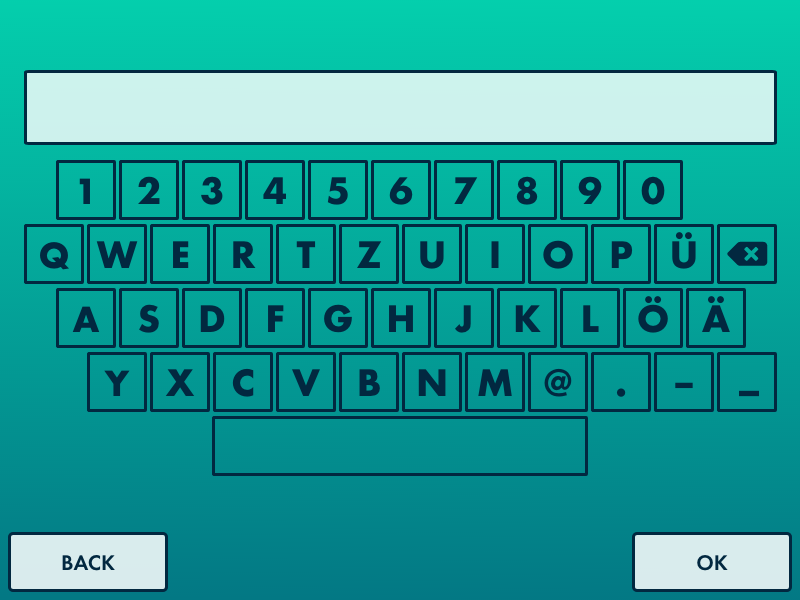 1 2 3 4 5 6 7 8 9 0
Q W E R T Z U I O P Ü
A S D F G H J K L Ö Ä
Y X C V B N M @ . – _
BACK OK